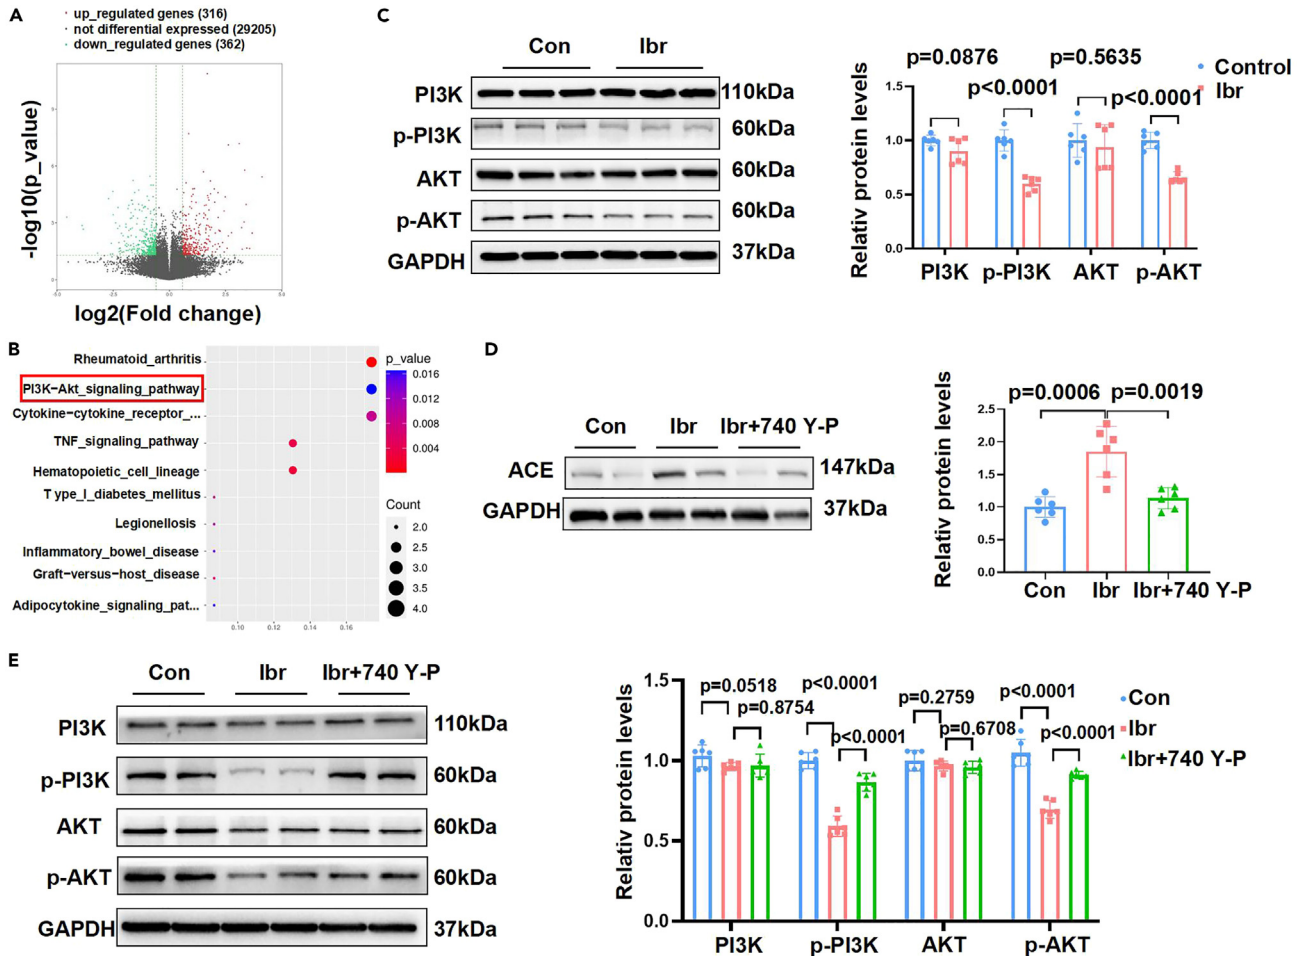 A
up_regulated genes (316)
not differential expressed (29205)
down_regulated genes (362)
-log10(p_value)
-5.0
0.0
5.0
log2(Fold change)
B
Rheumatoid_arthritis
PI3K-Akt_signaling_pathway
Cytokine-cytokine_receptor_...
TNF_signaling_pathway
Hematopoietic_cell_lineage
Type_I_diabetes_mellitus
Legionellosis
Inflammatory_bowel_disease
Graft-versus-host_disease
Adipocytokine_signaling_pat...
0.10 0.12 0.14 0.16
p_value
0.016
0.012
0.008
0.004
Count
2.0
2.5
3.0
3.5
4.0
C
Con Ibr
PI3K 110kDa
p-PI3K 60kDa
AKT 60kDa
p-AKT 60kDa
GAPDH 37kDa
Relativ protein levels
1.5
1.0
0.5
0.0
p=0.0876 p=0.5635
p<0.0001 p<0.0001
Control
Ibr
PI3K p-PI3K AKT p-AKT
D
Con Ibr Ibr+740 Y-P
ACE 147kDa
GAPDH 37kDa
Relativ protein levels
2.5
2.0
1.5
1.0
0.5
0.0
p=0.0006 p=0.0019
Con Ibr Ibr+740 Y-P
E
Con Ibr Ibr+740 Y-P
PI3K 110kDa
p-PI3K 60kDa
AKT 60kDa
p-AKT 60kDa
GAPDH 37kDa
Relativ protein levels
1.5
1.0
0.5
0.0
p=0.0518 p<0.0001 p=0.2759 p<0.0001
p=0.8754 p<0.0001 p=0.6708 p<0.0001
Con
Ibr
Ibr+740 Y-P
PI3K p-PI3K AKT p-AKT